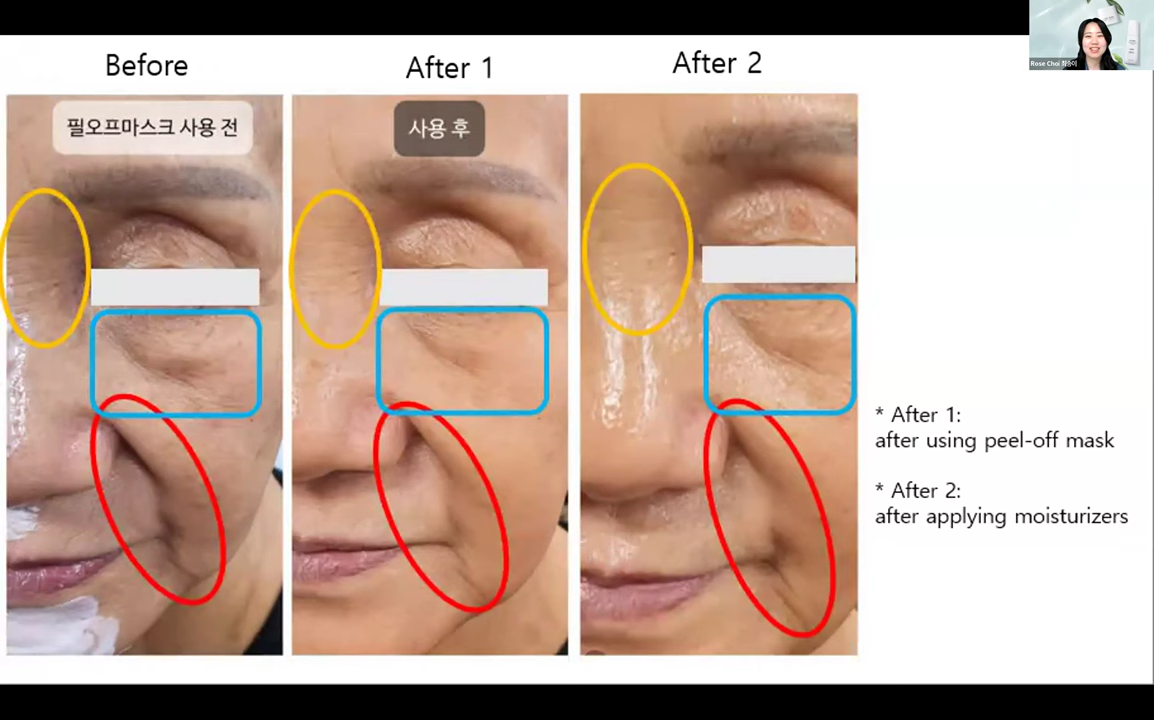 Before
After 1
After 2
필오프마스크 사용 전
사용 후
* After 1:
after using peel-off mask
* After 2:
after applying moisturizers
Rose Choi